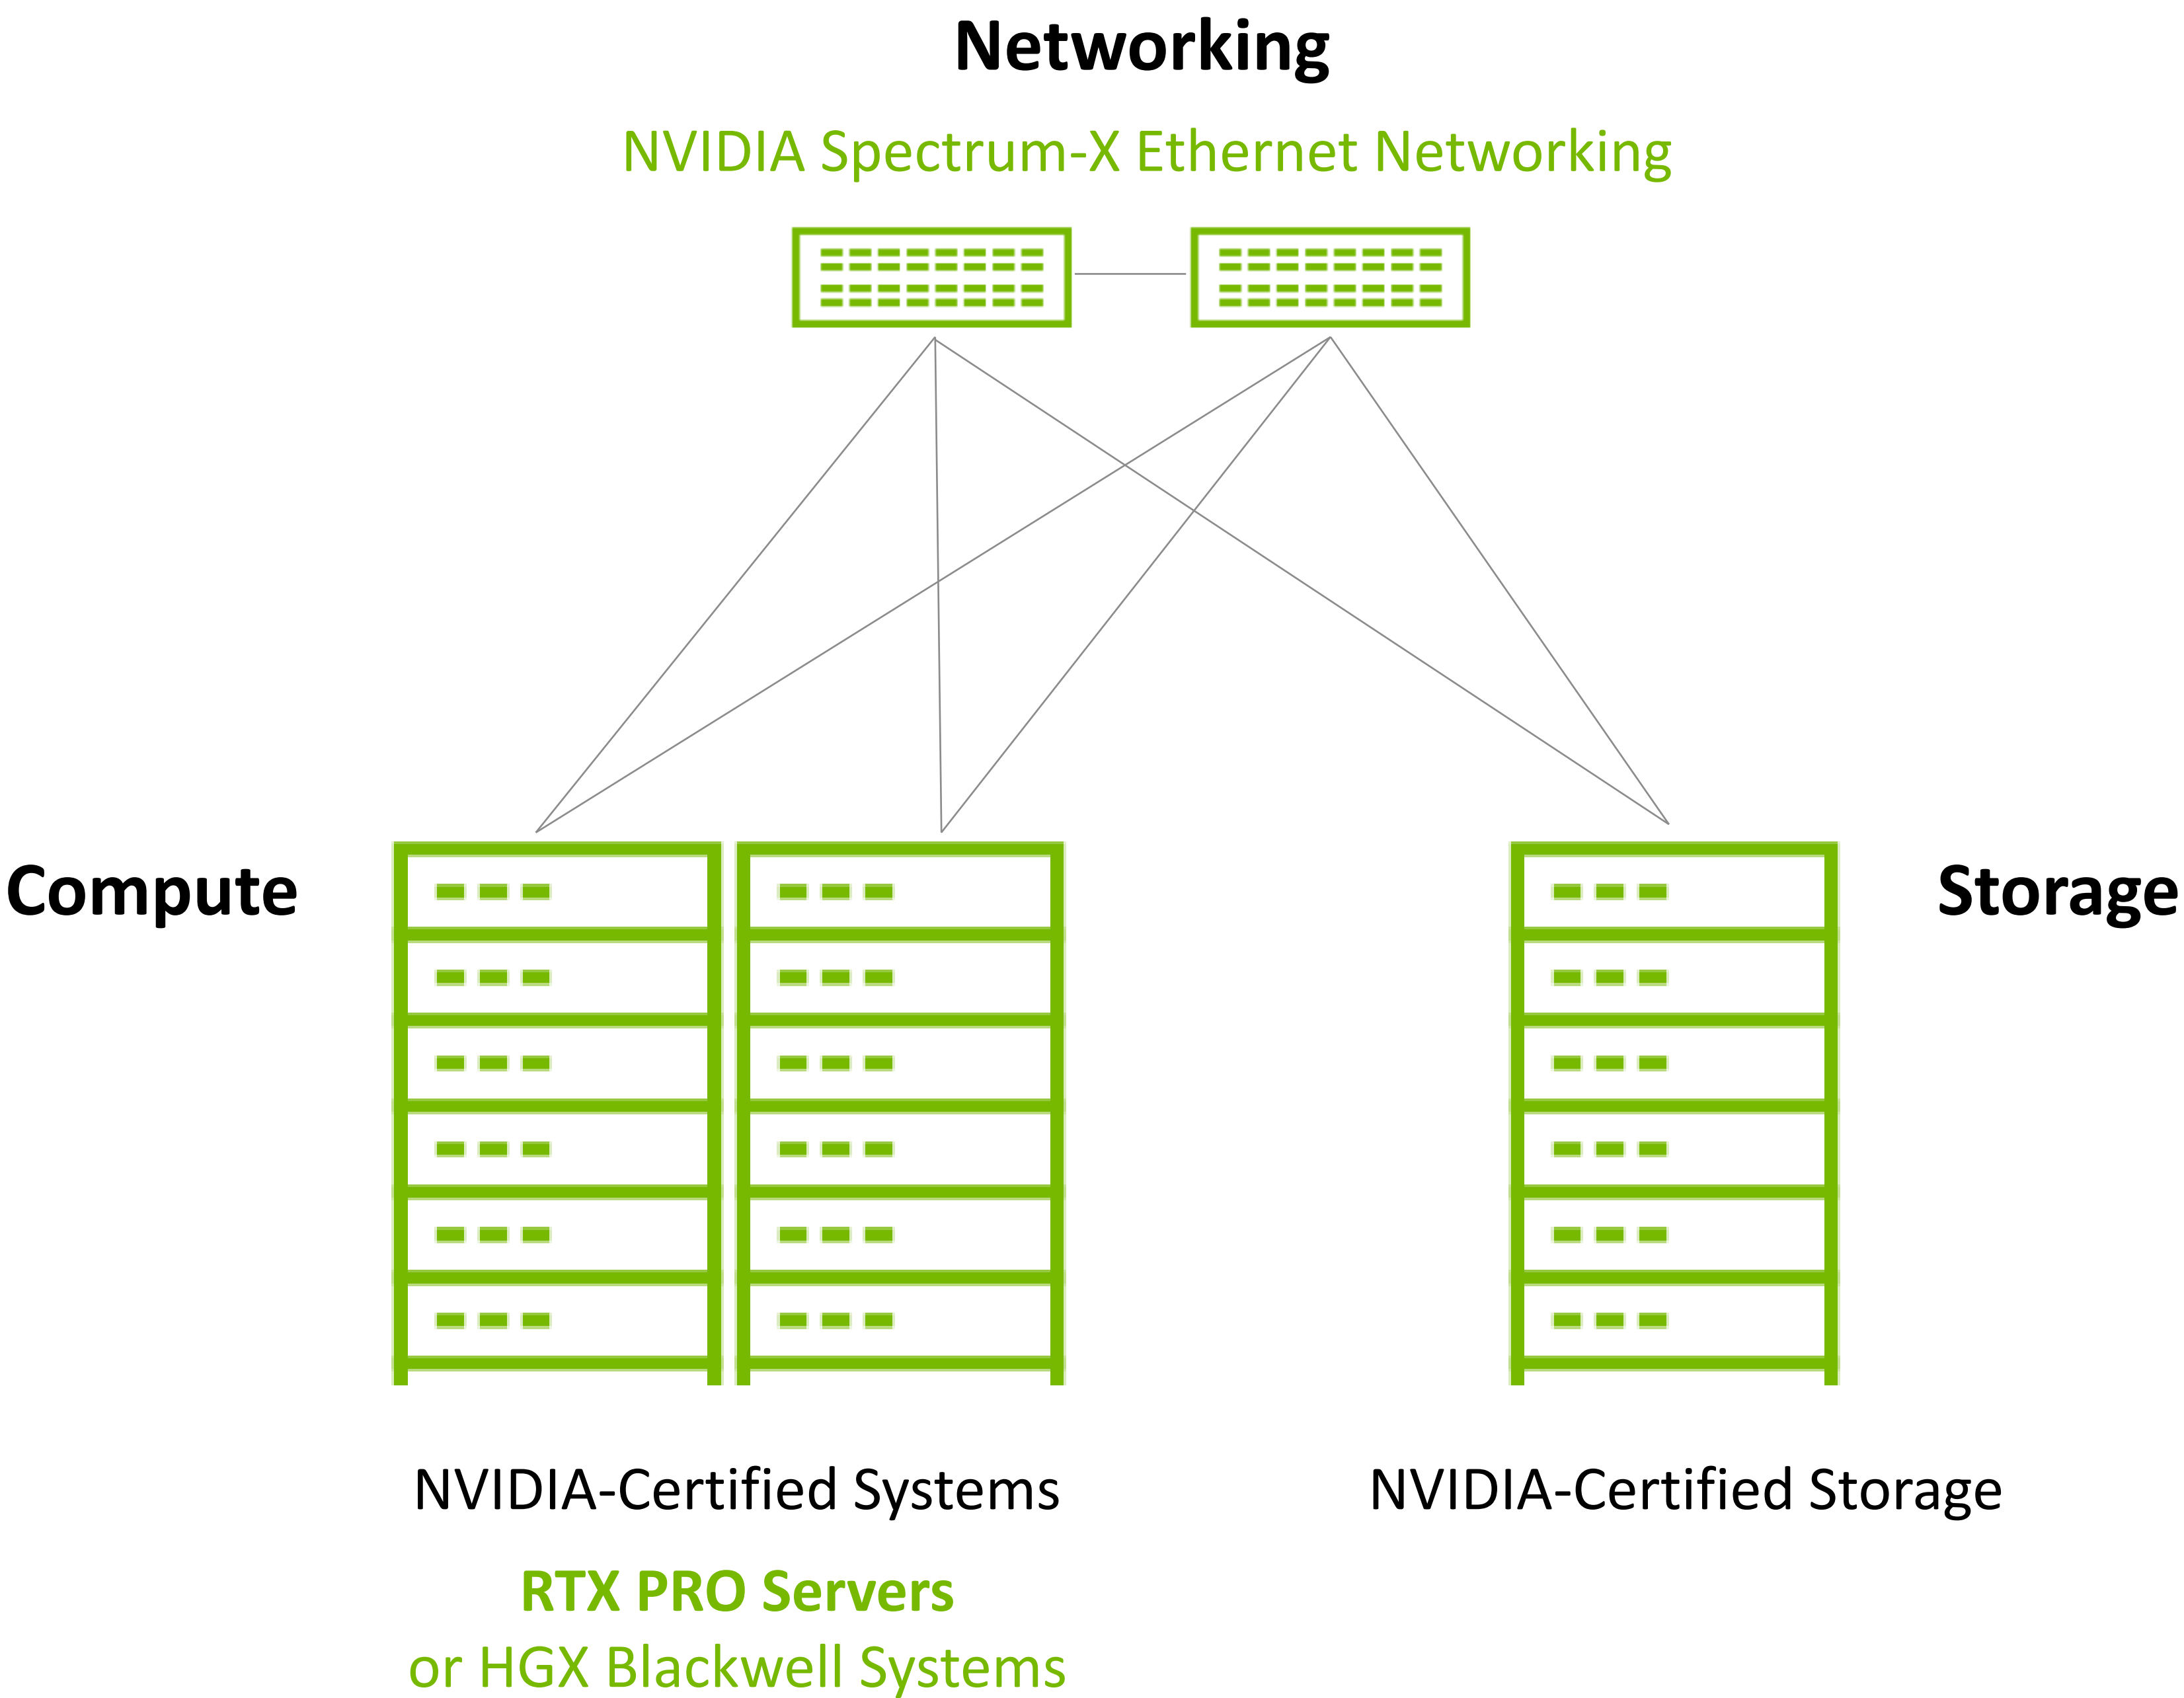 Networking
NVIDIA Spectrum-X Ethernet Networking
Compute
Storage
NVIDIA-Certified Systems
NVIDIA-Certified Storage
RTX PRO Servers
or HGX Blackwell Systems